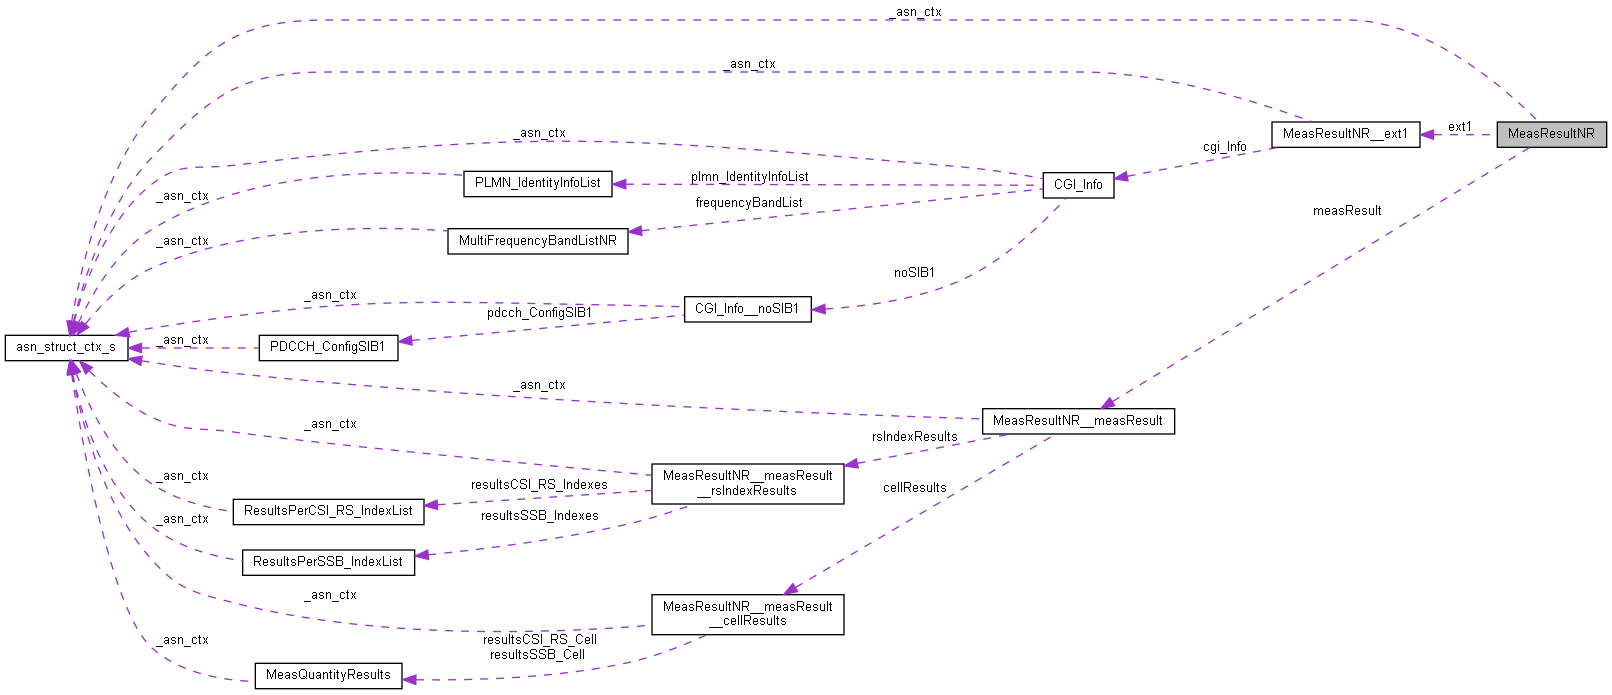 _asn_ctx
_asn_ctx
MeasResultNR__ext1
ext1
MeasResultNR
_asn_ctx
cgi_Info
PLMN_IdentityInfoList
plmn_IdentityInfoList
CGI_Info
_asn_ctx
frequencyBandList
measResult
MultiFrequencyBandListNR
_asn_ctx
noSIB1
_asn_ctx
CGI_Info__noSIB1
pdcch_ConfigSIB1
asn_struct_ctx_s
_asn_ctx
PDCCH_ConfigSIB1
_asn_ctx
MeasResultNR__measResult
_asn_ctx
rsIndexResults
MeasResultNR__measResult
__rsIndexResults
_asn_ctx
resultsCSI_RS_Indexes
cellResults
ResultsPerCSI_RS_IndexList
_asn_ctx
resultsSSB_Indexes
ResultsPerSSB_IndexList
_asn_ctx
MeasResultNR__measResult
__cellResults
_asn_ctx
resultsCSI_RS_Cell
resultsSSB_Cell
MeasQuantityResults